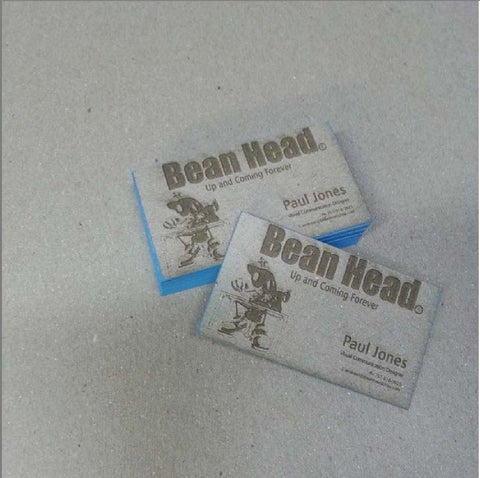 Bean Head
Up and Coming Forever
Paul Jones
Visual Communication Designer
Bean Head
Up and Coming Forever
Paul Jones
Visual Communication Designer